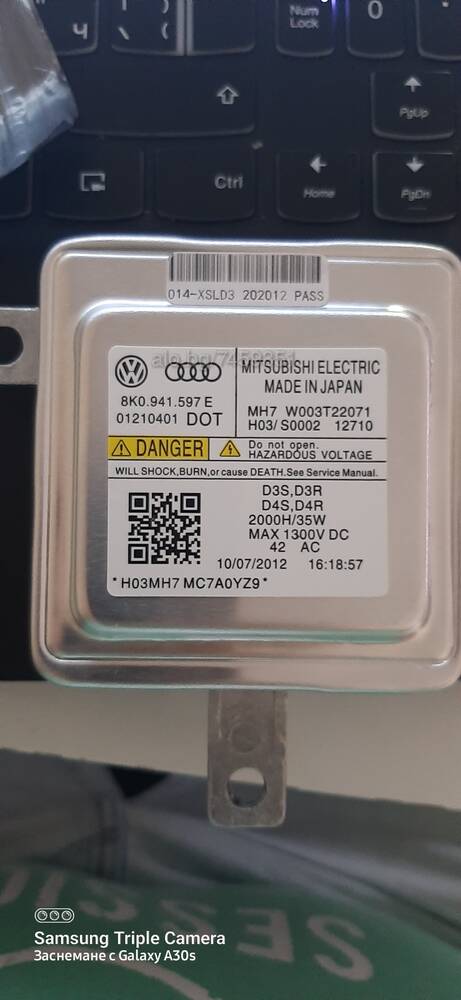 Ч
Num
Lock
0
PgUp
Ctrl
Home
PgDn
014-XSLD3 202012 PASS
8K0.941.597 E
01210401 DOT
MITSUBISHI ELECTRIC
MADE IN JAPAN
MH7 W003T22071
H03/ S0002 12710
DANGER
Do not open.
HAZARDOUS VOLTAGE
WILL SHOCK,BURN,or cause DEATH.See Service Manual.
D3S,D3R
D4S,D4R
2000H/35W
MAX 1300V DC
42 AC
10/07/2012 16:18:57
*H03MH7 MC7A0YZ9*
Samsung Triple Camera
Заснемане с Galaxy A30s